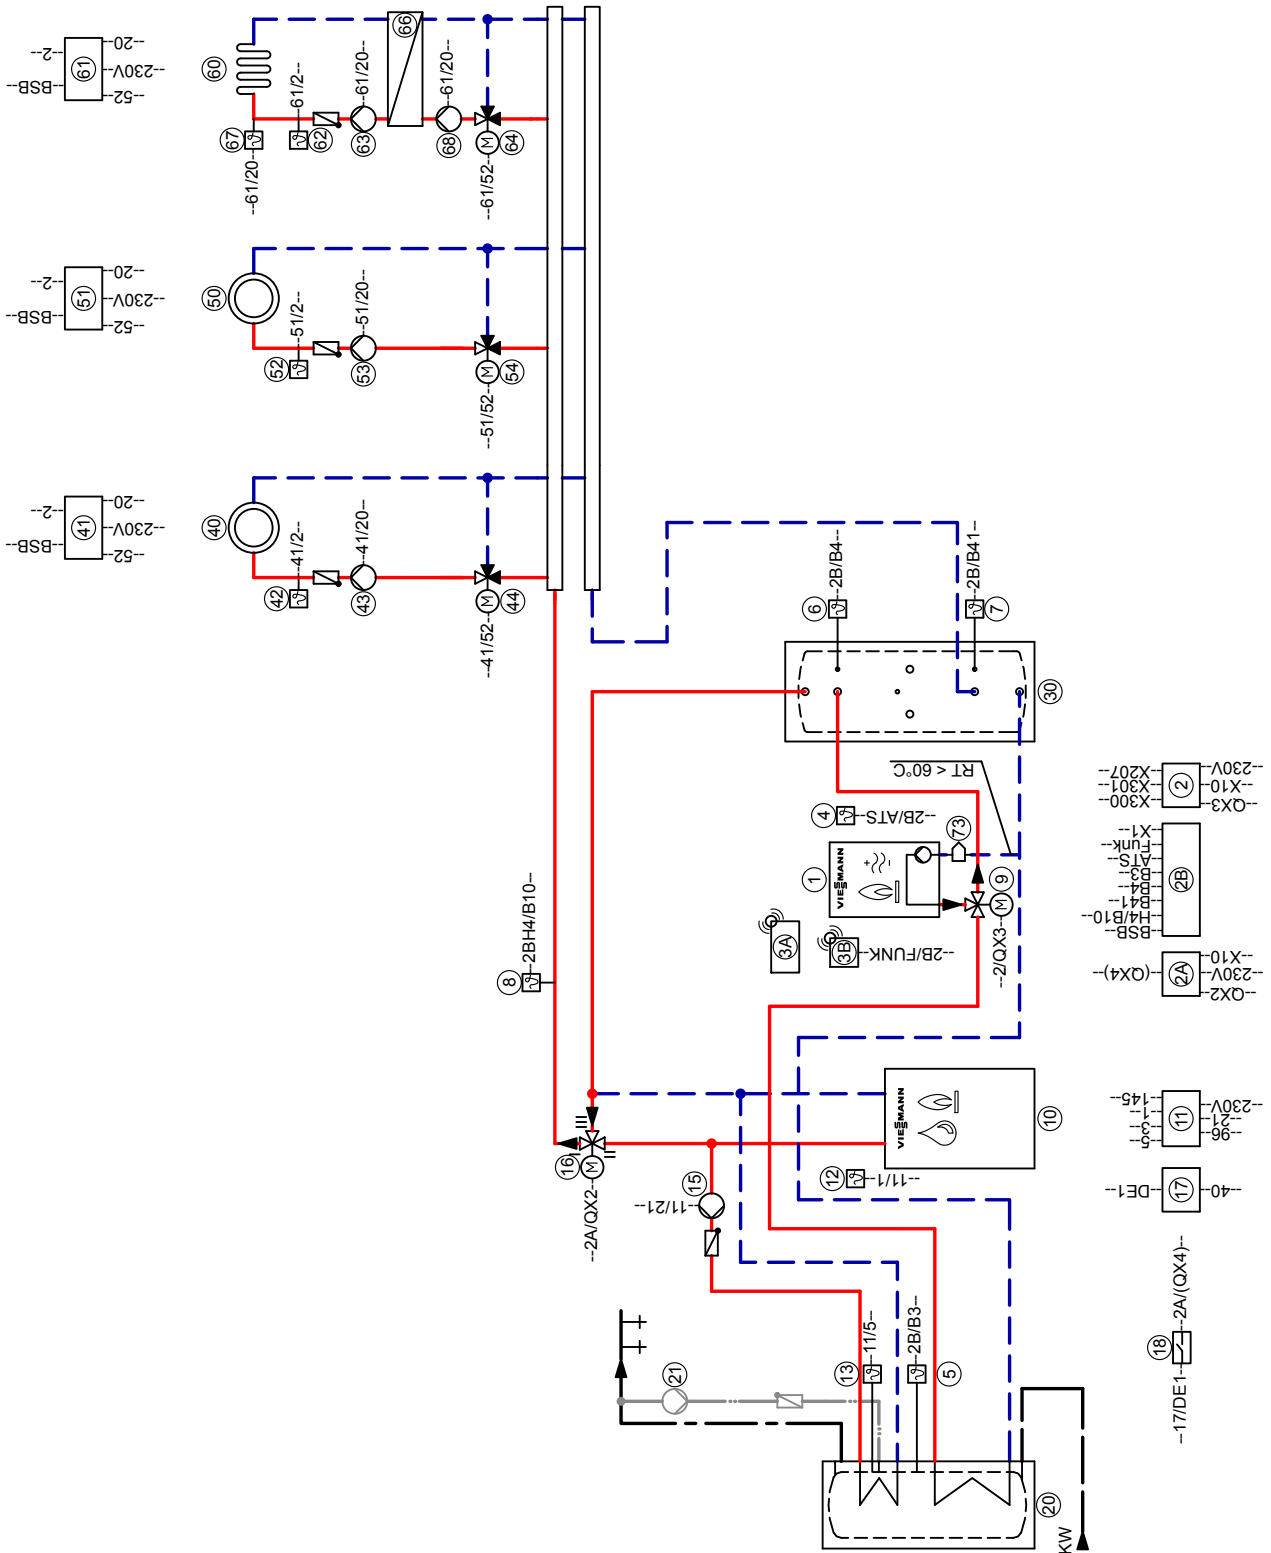 --20--
--2--
61
--230V--
BSB--
--52--
60
66
67
--61/20--
--61/2--
62
--61/20--
63
--61/20--
68
M
64
--61/52--
--20--
--2--
51
--230V--
BSB--
--52--
50
--51/2--
52
--51/20--
53
M
54
--51/52--
--20--
--2--
41
--230V--
BSB--
--52--
40
--41/2--
42
--41/20--
43
M
44
--41/52--
6
--2B/B4--
7
--2B/B41--
30
RT < 60°C
4
--2B/ATS--
73
1
VIESSMANN
9
M
--2/QX3--
3A
3B
--2B/FUNK--
8
--2BH4/B10--
2
X207--
X301--
X300--
--230V--
--X10--
--QX3--
2B
X1--
Funk--
ATS--
B3--
B4--
B41--
H4/B10--
BSB--
2A
(QX4)--
--X10--
--230V--
--QX2--
16
M
I
II
III
--2A/QX2--
15
--11/21--
VIESSMANN
10
12
--11/1--
11
145--
1--
3--
5--
--230V--
--21--
--96--
17
DE1--
--40--
18
--17/DE1--
--2A/(QX4)--
21
13
--11/5--
--2B/B3--
5
20
KW